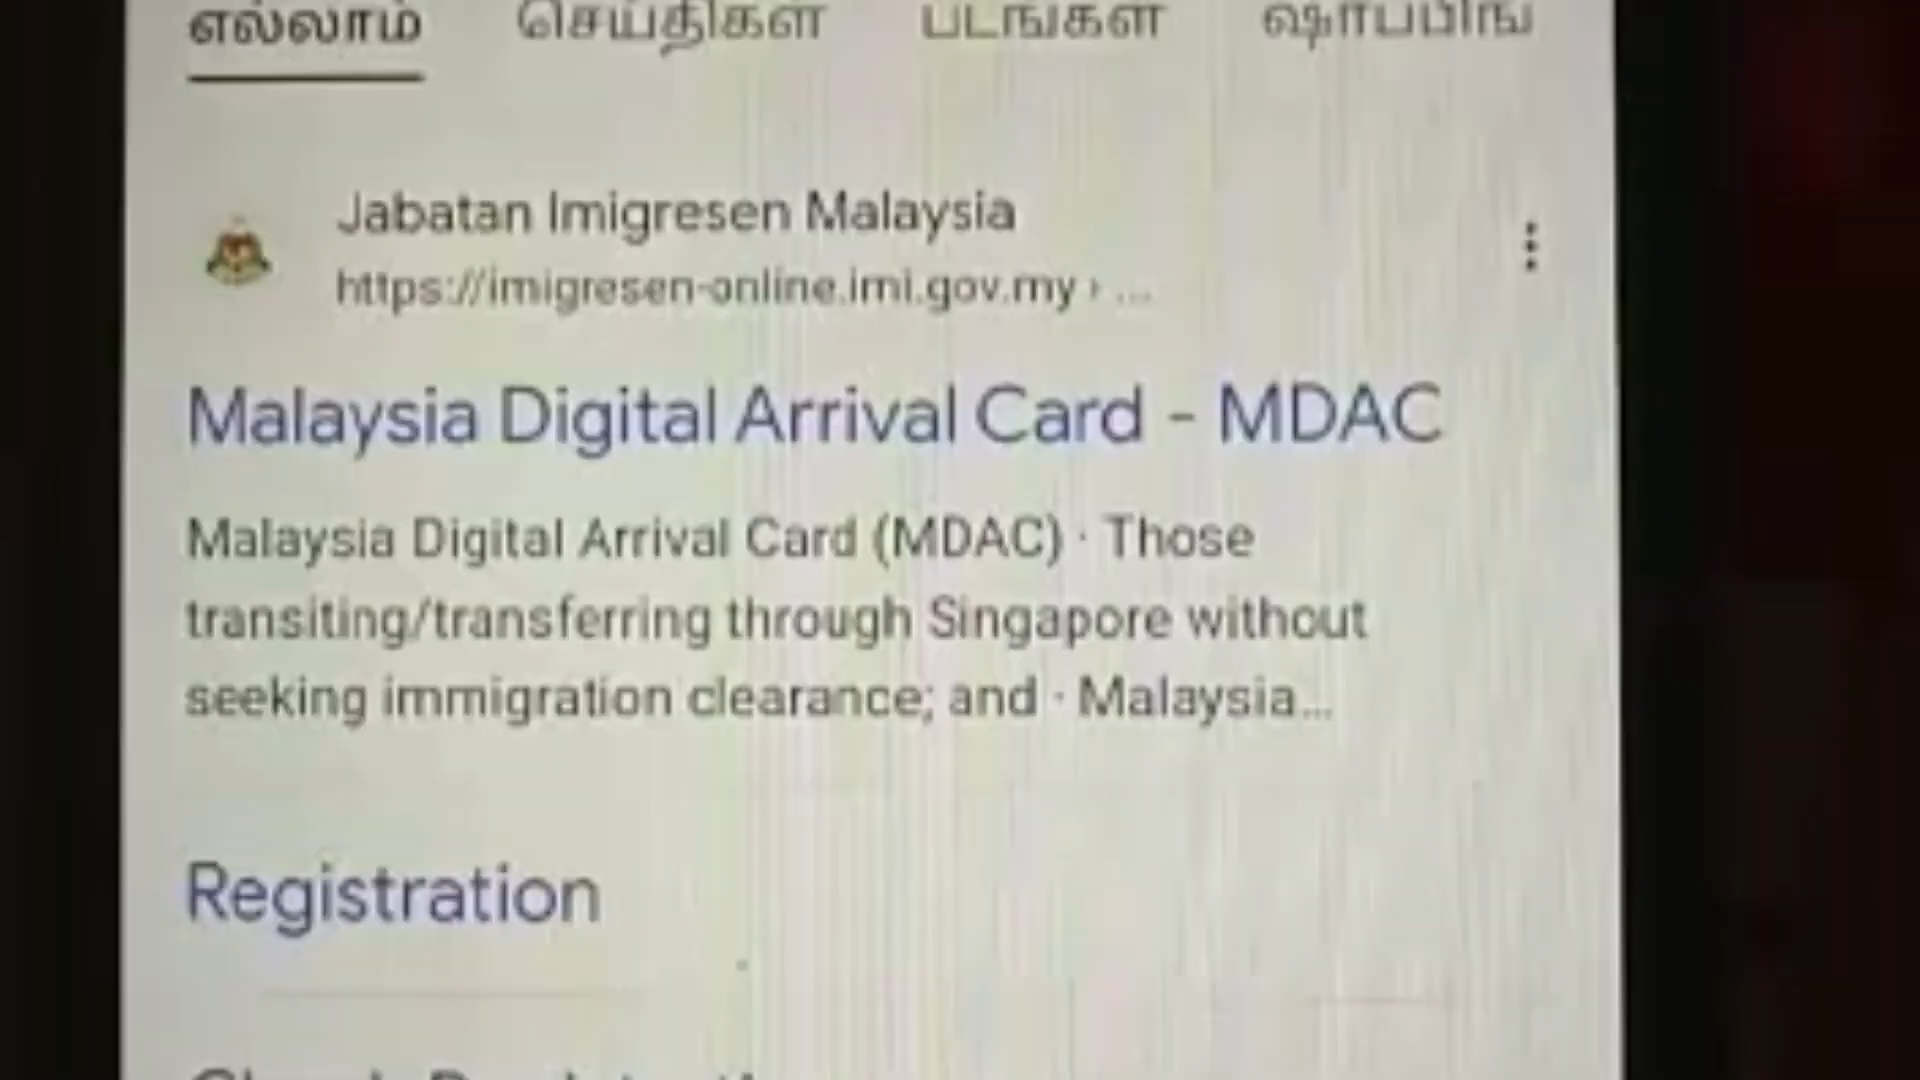 எல்லாம் செய்திகள் படங்கள் ஷாப்பிங்
Jabatan Imigresen Malaysia
https://imigresen-online.imi.gov.my › ...
Malaysia Digital Arrival Card - MDAC
Malaysia Digital Arrival Card (MDAC) · Those
transiting/transferring through Singapore without
seeking immigration clearance; and · Malaysia...
Registration